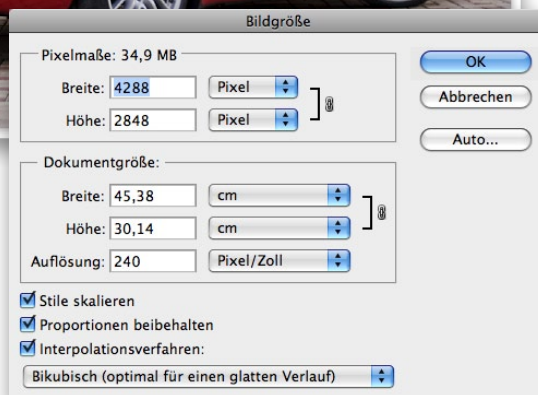 Bildgröße
Pixelmaße: 34,9 MB
OK
Breite: 4288 Pixel
Abbrechen
Höhe: 2848 Pixel
Auto...
Dokumentgröße:
Breite: 45,38 cm
Höhe: 30,14 cm
Auflösung: 240 Pixel/Zoll
Stile skalieren
Proportionen beibehalten
Interpolationsverfahren:
Bikubisch (optimal für einen glatten Verlauf)